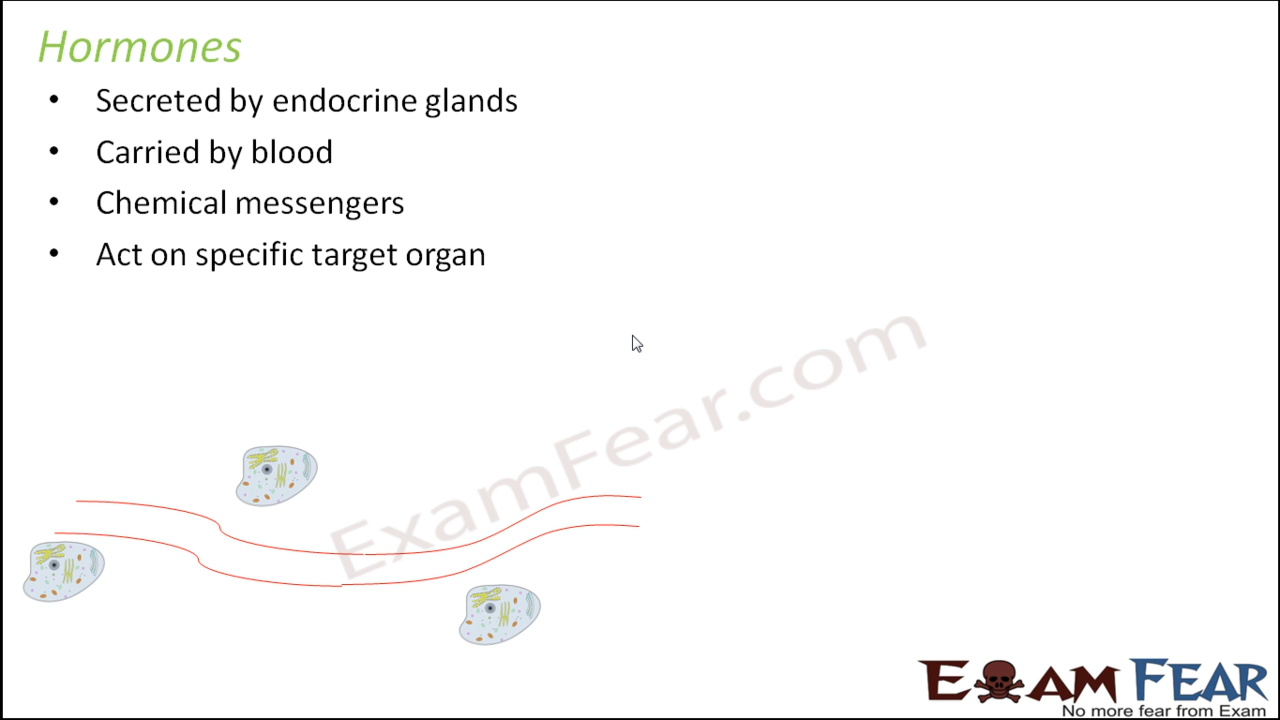 Hormones
• Secreted by endocrine glands
• Carried by blood
• Chemical messengers
• Act on specific target organ
ExamFear.com
EXAM FEAR
No more fear from Exam